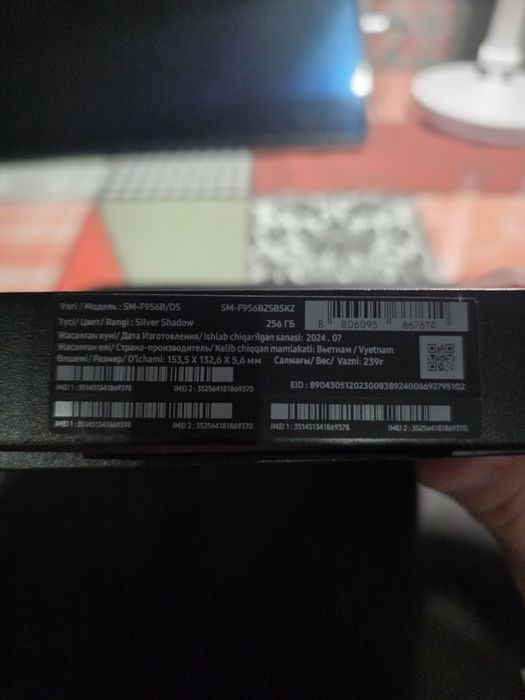 Үлгі / Модель : SM-F956B/DS SM-F956BZSBSKZ
Түсі / Цвет / Rangi : Silver Shadow 256 ГБ
8 806095 667614
Жасалған күні / Дата Изготовления / Ishlab chiqarilgan sanasi: 2024 . 07
Жасалған елі / Страна-производитель / Kelib chiqqan mamlakati: Вьетнам / Vyetnam
Өлшемі / Размер / O'lchami: 153,5 x 132,6 x 5,6 мм Салмағы / Вес / Vazni: 239г
IMEI 1 : 351451341869378 IMEI 2 : 352564181869370 EID : 89043051202300838924006692795102
IMEI 1 : 351451341869378 IMEI 2 : 352564181869370 IMEI 1 : 351451341869378 IMEI 2 : 352564181869370